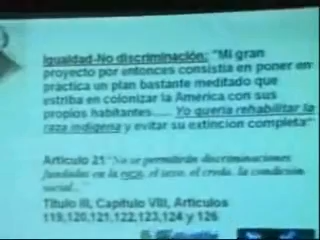 Igualdad-No discriminación: "Mi gran
proyecto por entonces consistía en poner en
práctica un plan bastante meditado que
estriba en colonizar la América con sus
propios habitantes..... Yo quería rehabilitar la
raza indígena y evitar su extincion completa"
Artículo 21 "No se permitirán discriminaciones
fundadas en la raza, el sexo, el credo, la condición
social..."
Titulo III, Capítulo VIII, Artículos
119,120,121,122,123,124 y 126